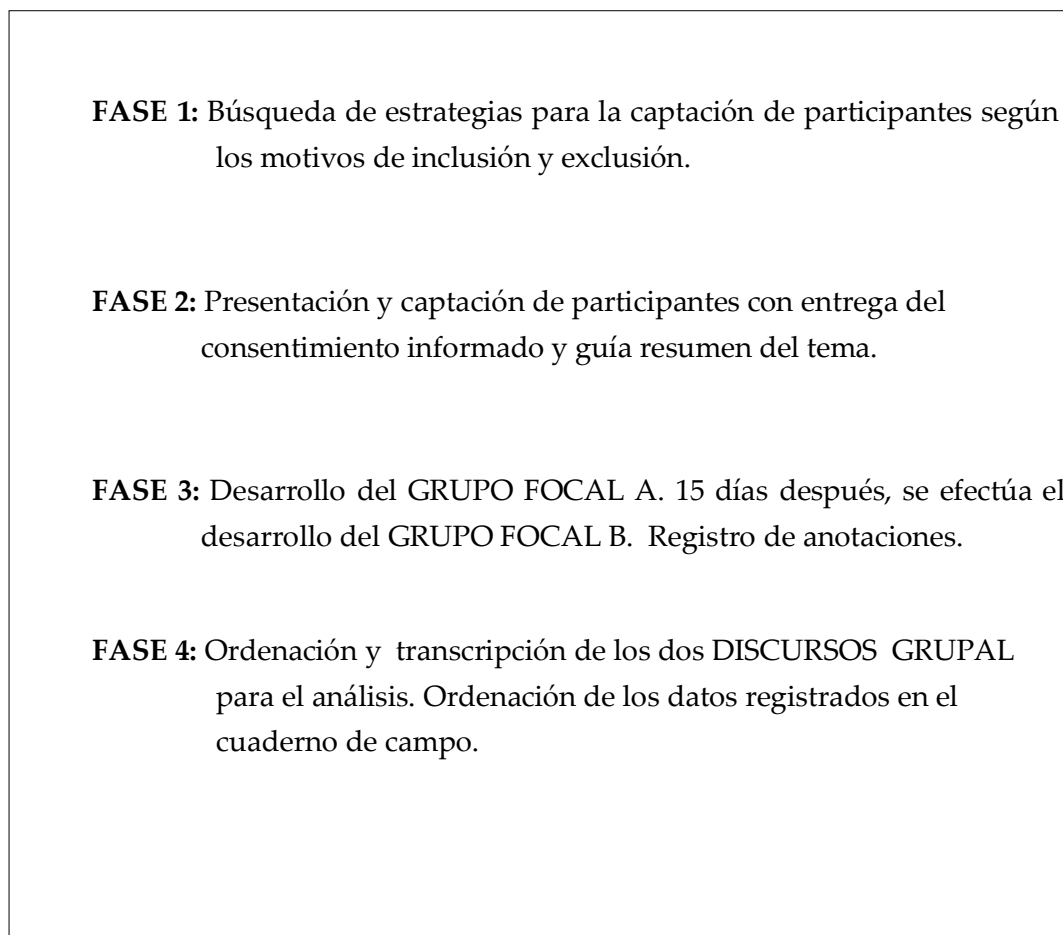 FASE 1: Búsqueda de estrategias para la captación de participantes según
los motivos de inclusión y exclusión.
FASE 2: Presentación y captación de participantes con entrega del
consentimiento informado y guía resumen del tema.
FASE 3: Desarrollo del GRUPO FOCAL A. 15 días después, se efectúa el
desarrollo del GRUPO FOCAL B. Registro de anotaciones.
FASE 4: Ordenación y transcripción de los dos DISCURSOS GRUPAL
para el análisis. Ordenación de los datos registrados en el
cuaderno de campo.